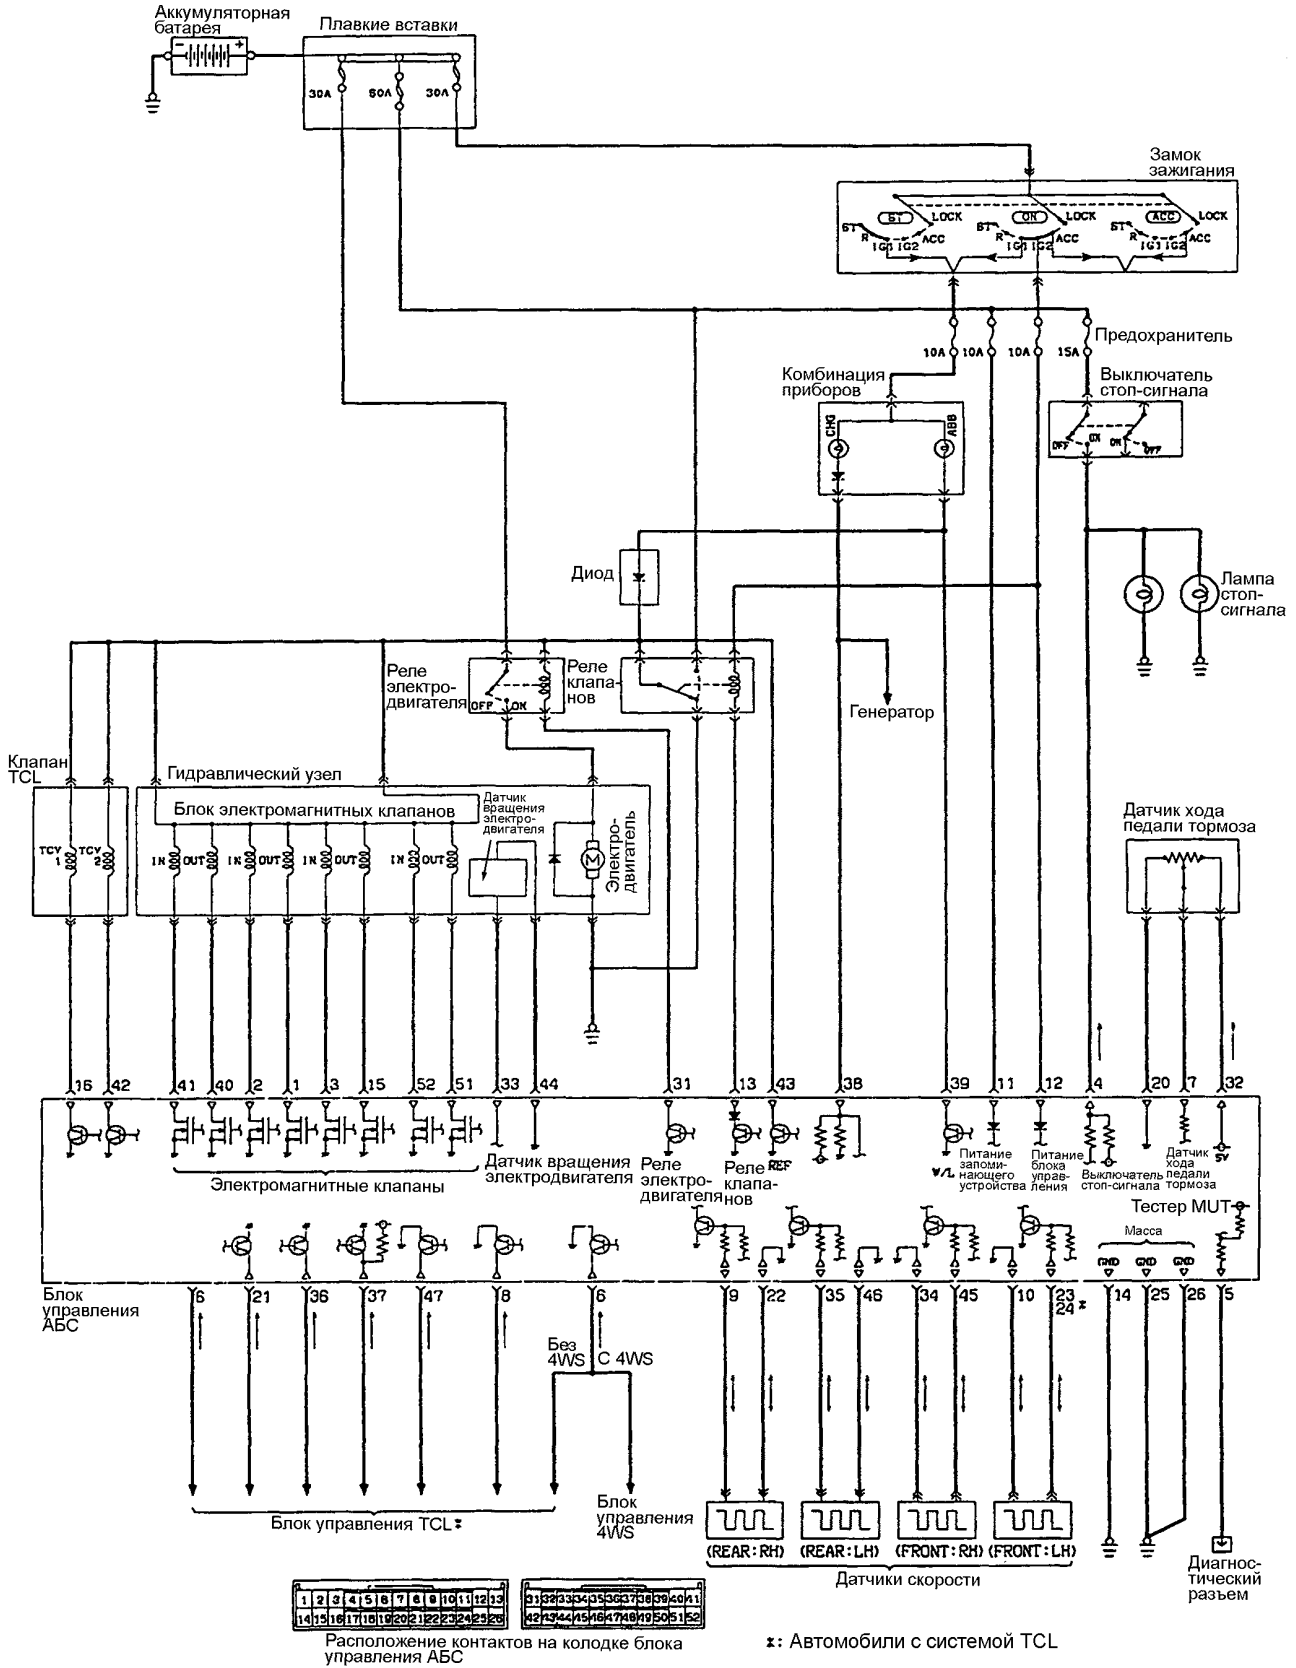 Аккумуляторная
батарея
Плавкие вставки
- +
30A 60A 30A
Замок
зажигания
ST LOCK ON LOCK ACC LOCK
ST R IG1 IG2 ACC
ST R IG1 IG2 ACC
ST R IG1 IG2 ACC
10A 10A 10A 15A
Предохранитель
Комбинация
приборов
CHG ABB
Выключатель
стоп-сигнала
OFF ON ON OFF
Диод
Лампа
стоп-
сигнала
Реле
электро-
двигателя
OFF ON
Реле
клапа-
нов
Генератор
Клапан
TCL
Гидравлический узел
Блок электромагнитных клапанов
Датчик
вращения
электро-
двигателя
Электро-
двигатель
M
TCV
1
TCV
2
IN OUT IN OUT IN OUT IN OUT
Датчик хода
педали тормоза
16 42 41 40 2 1 3 15 52 51 33 44 31 13 43 38 39 11 12 4 20 7 32
Электромагнитные клапаны
Датчик вращения
электродвигателя
Реле
электро-
двигателя
Реле
клапа-
нов
REF
W/L
Питание
запоми-
нающего
устройства
Питание
блока
управ-
ления
Выключатель
стоп-сигнала
Датчик
хода
педали
тормоза
5V
Тестер MUT
Масса
GND GND GND
Блок
управления
АБС
6 21 36 37 47 8 6 9 22 35 46 34 45 10 23
24 *
14 25 26 5
Без
4WS
С 4WS
Блок управления TCL *
Блок
управления
4WS
(REAR:RH) (REAR:LH) (FRONT:RH) (FRONT:LH)
Датчики скорости
Диагнос-
тический
разъем
1 2 3 4 5 6 7 8 9 10 11 12 13
14 15 16 17 18 19 20 21 22 23 24 25 26
31 32 33 34 35 36 37 38 39 40 41
42 43 44 45 46 47 48 49 50 51 52
Расположение контактов на колодке блока
управления АБС
*: Автомобили с системой TCL